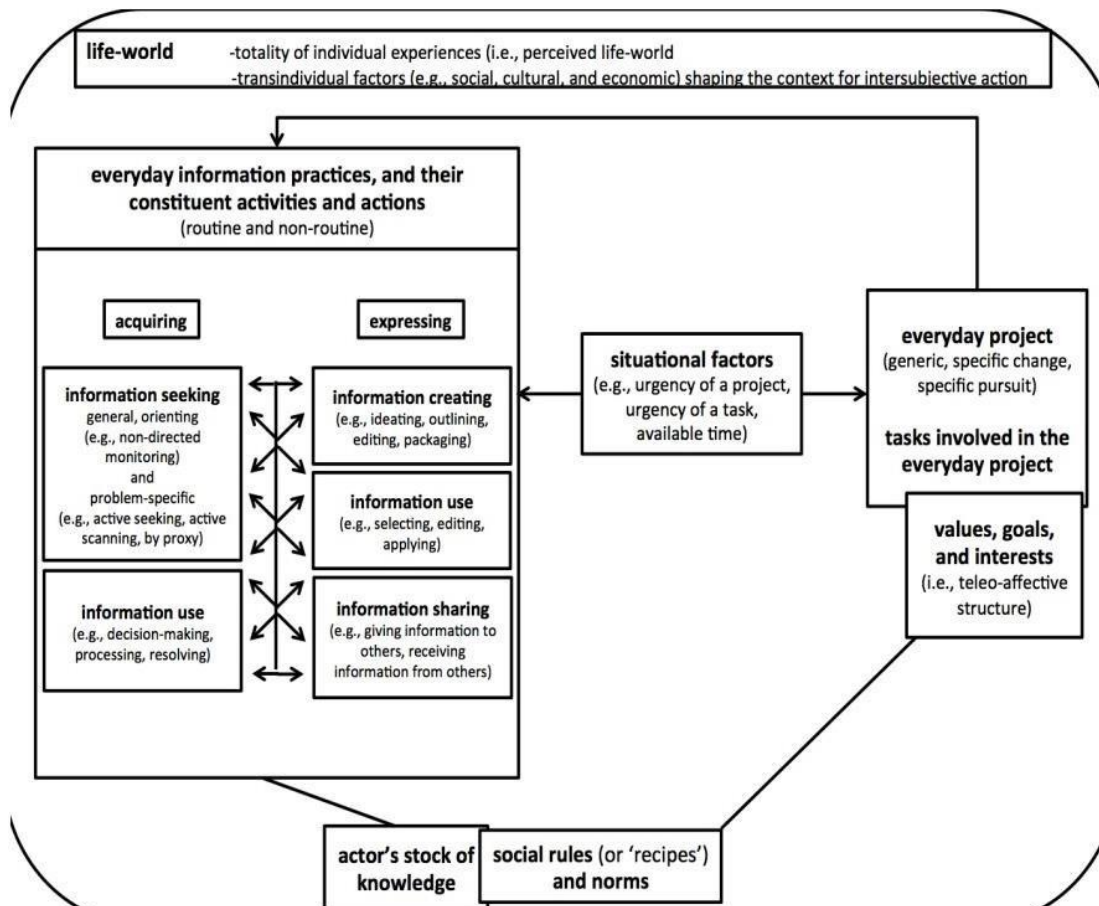 life-world -totality of individual experiences (i.e., perceived life-world
-transindividual factors (e.g., social, cultural, and economic) shaping the context for intersubjective action
everyday information practices, and their
constituent activities and actions
(routine and non-routine)
acquiring
expressing
information seeking
general, orienting
(e.g., non-directed
monitoring)
and
problem-specific
(e.g., active seeking, active
scanning, by proxy)
information use
(e.g., decision-making,
processing, resolving)
information creating
(e.g., ideating, outlining,
editing, packaging)
information use
(e.g., selecting, editing,
applying)
information sharing
(e.g., giving information to
others, receiving
information from others)
situational factors
(e.g., urgency of a project,
urgency of a task,
available time)
everyday project
(generic, specific change,
specific pursuit)
tasks involved in the
everyday project
values, goals,
and interests
(i.e., teleo-affective
structure)
actor's stock of
knowledge
social rules (or 'recipes')
and norms